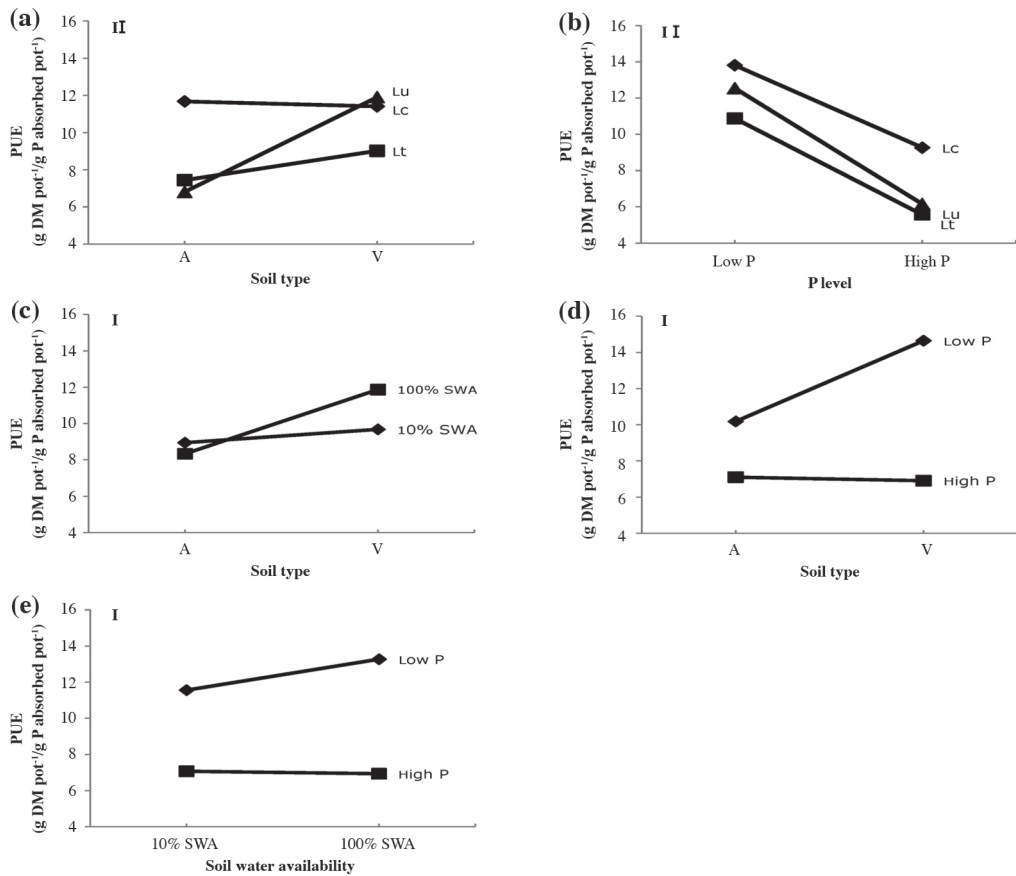 (a)
PUE
(g DM pot⁻¹/g P absorbed pot⁻¹)
16
14
12
10
8
6
4
I I
Lu
Lc
Lt
A V
Soil type
(b)
PUE
(g DM pot⁻¹/g P absorbed pot⁻¹)
16
14
12
10
8
6
4
I I
Lc
Lu
Lt
Low P High P
P level
(c)
PUE
(g DM pot⁻¹/g P absorbed pot⁻¹)
16
14
12
10
8
6
4
I
100% SWA
10% SWA
A V
Soil type
(d)
PUE
(g DM pot⁻¹/g P absorbed pot⁻¹)
16
14
12
10
8
6
4
I
Low P
High P
A V
Soil type
(e)
PUE
(g DM pot⁻¹/g P absorbed pot⁻¹)
16
14
12
10
8
6
4
I
Low P
High P
10% SWA 100% SWA
Soil water availability